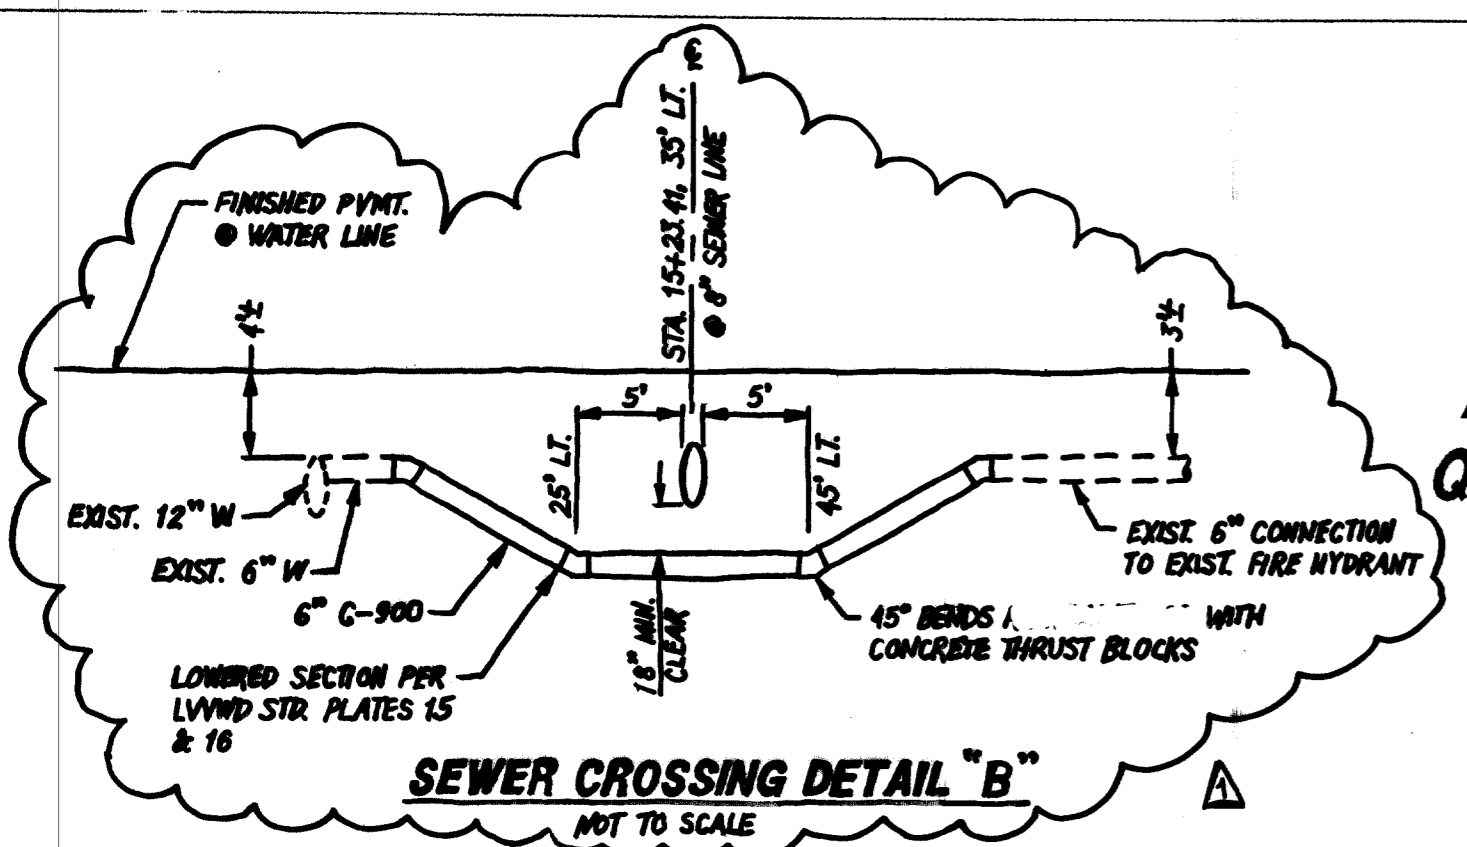 ℄
STA. 15+23.41, 35' LT.
@ 8" SEWER LINE
FINISHED PVMT.
@ WATER LINE
4'±
3'±
5'
5'
25' LT.
45' LT.
EXIST. 12" W
EXIST. 6" W
6" C-900
EXIST. 6" CONNECTION
TO EXIST. FIRE HYDRANT
18" MIN.
CLEAR
45° BENDS WITH
CONCRETE THRUST BLOCKS
LOWERED SECTION PER
LVVWD STD. PLATES 15
& 16
SEWER CROSSING DETAIL "B"
NOT TO SCALE
1